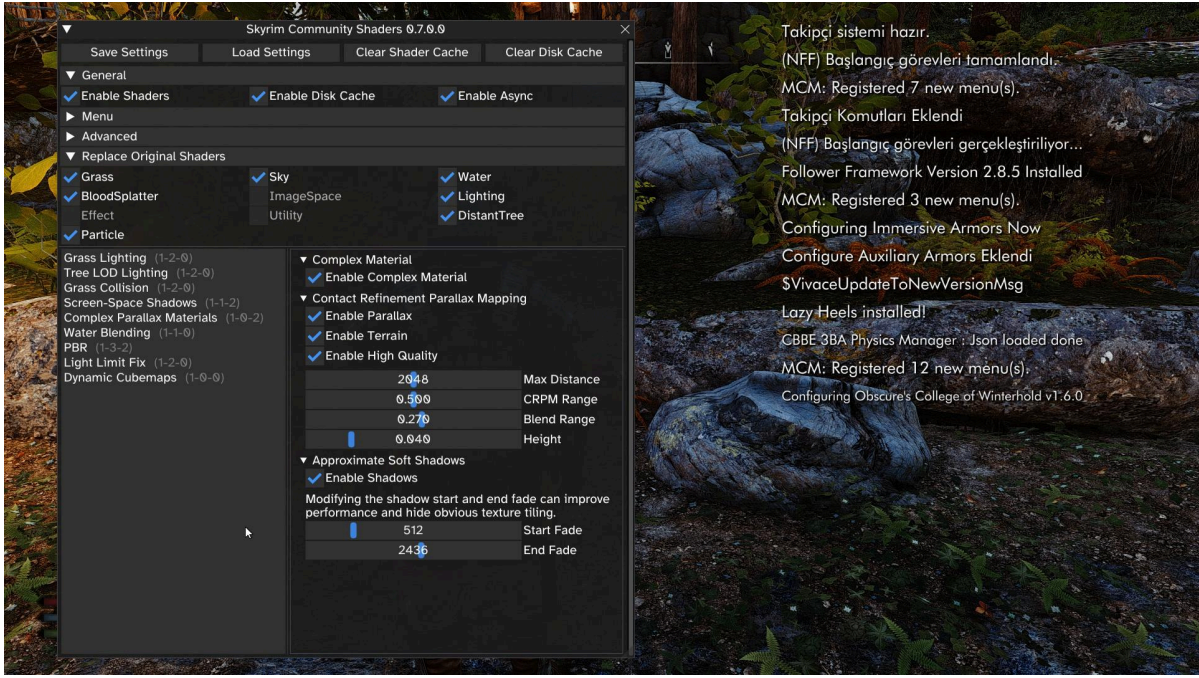 Skyrim Community Shaders 0.7.0.0
Save Settings Load Settings Clear Shader Cache Clear Disk Cache
General
Enable Shaders Enable Disk Cache Enable Async
Menu
Advanced
Replace Original Shaders
Grass Sky Water
BloodSplatter ImageSpace Lighting
Effect Utility DistantTree
Particle
Grass Lighting (1-2-0)
Tree LOD Lighting (1-2-0)
Grass Collision (1-2-0)
Screen-Space Shadows (1-1-2)
Complex Parallax Materials (1-0-2)
Water Blending (1-1-0)
PBR (1-3-2)
Light Limit Fix (1-2-0)
Dynamic Cubemaps (1-0-0)
Complex Material
Enable Complex Material
Contact Refinement Parallax Mapping
Enable Parallax
Enable Terrain
Enable High Quality
2048 Max Distance
0.500 CRPM Range
0.270 Blend Range
0.040 Height
Approximate Soft Shadows
Enable Shadows
Modifying the shadow start and end fade can improve
performance and hide obvious texture tiling.
512 Start Fade
2436 End Fade
Takipçi sistemi hazır.
(NFF) Başlangıç görevleri tamamlandı.
MCM: Registered 7 new menu(s).
Takipçi Komutları Eklendi
(NFF) Başlangıç görevleri gerçekleştiriliyor...
Follower Framework Version 2.8.5 Installed
MCM: Registered 3 new menu(s).
Configuring Immersive Armors Now
Configure Auxiliary Armors Eklendi
$VivaceUpdateToNewVersionMsg
Lazy Heels installed!
CBBE 3BA Physics Manager : Json loaded done
MCM: Registered 12 new menu(s).
Configuring Obscure's College of Winterhold v1.6.0